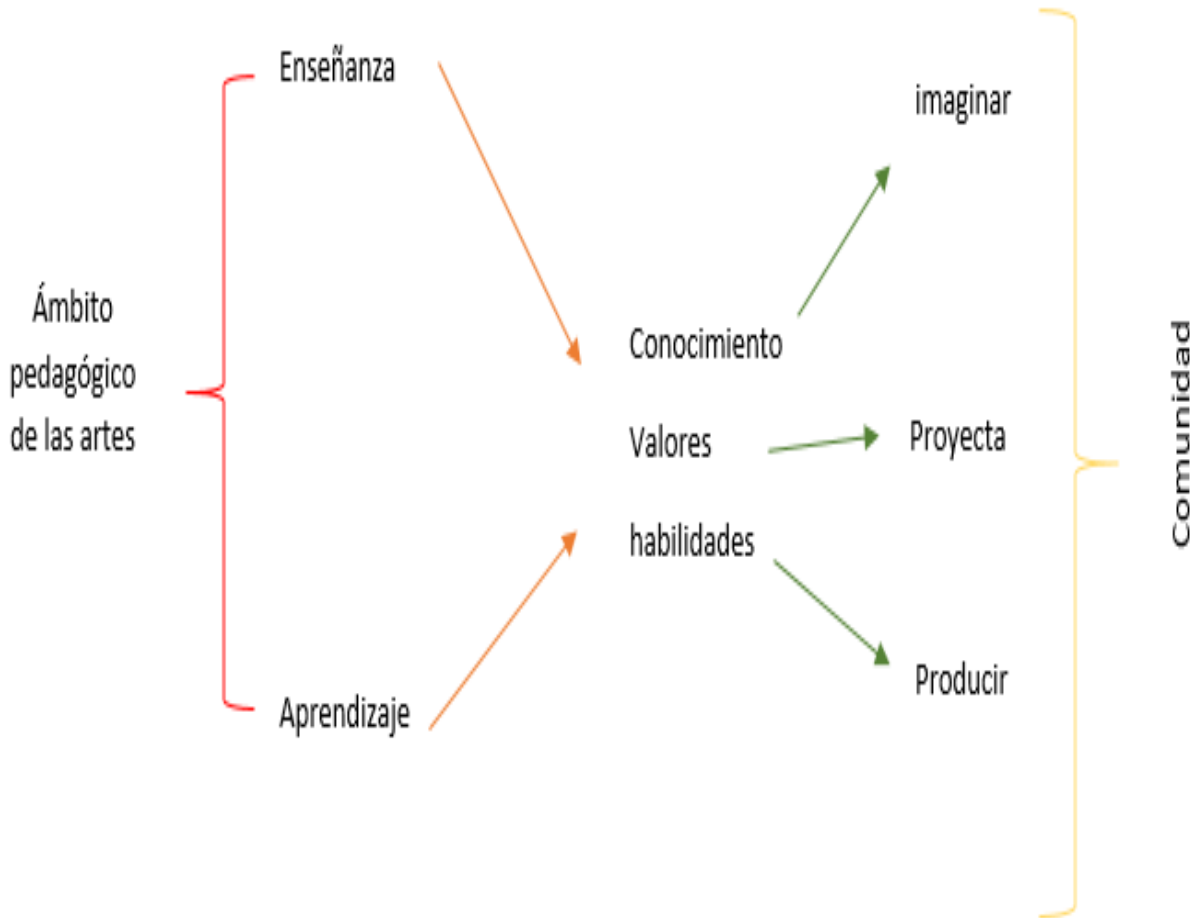 Ámbito
pedagógico
de las artes
Enseñanza
Aprendizaje
Conocimiento
Valores
habilidades
imaginar
Proyecta
Producir
Comunidad